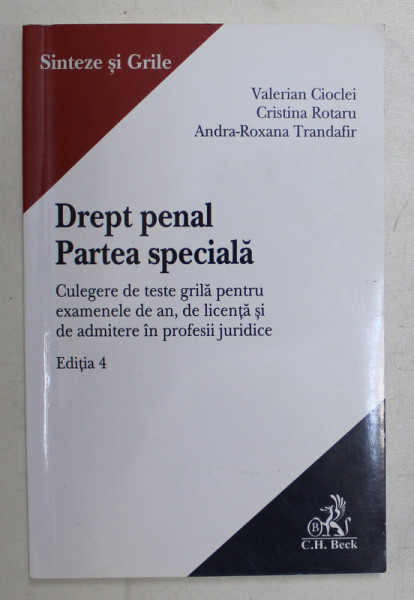 Sinteze și Grile
Valerian Cioclei
Cristina Rotaru
Andra-Roxana Trandafir
Drept penal
Partea specială
Culegere de teste grilă pentru
examenele de an, de licență și
de admitere în profesii juridice
Ediția 4
B
C.H. Beck